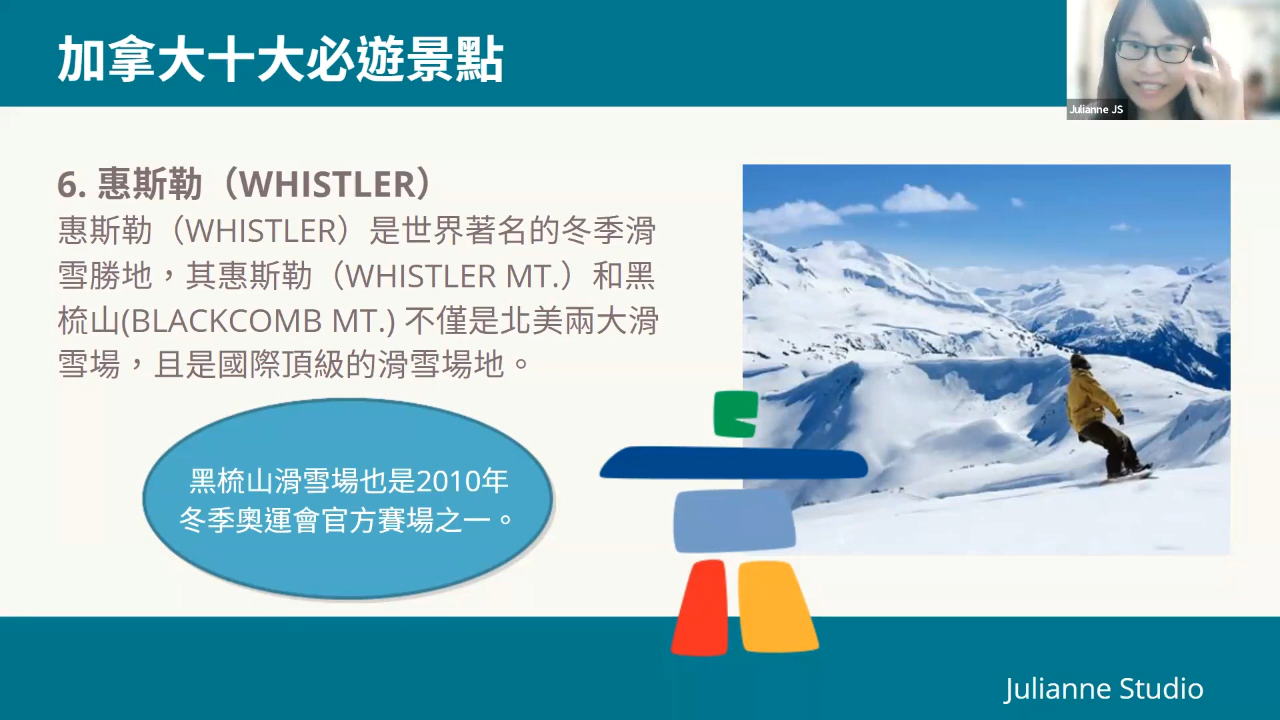 加拿大十大必遊景點
Julianne JS
6. 惠斯勒（WHISTLER）
惠斯勒（WHISTLER）是世界著名的冬季滑
雪勝地，其惠斯勒（WHISTLER MT.）和黑
梳山(BLACKCOMB MT.) 不僅是北美兩大滑
雪場，且是國際頂級的滑雪場地。
黑梳山滑雪場也是2010年
冬季奧運會官方賽場之一。
Julianne Studio